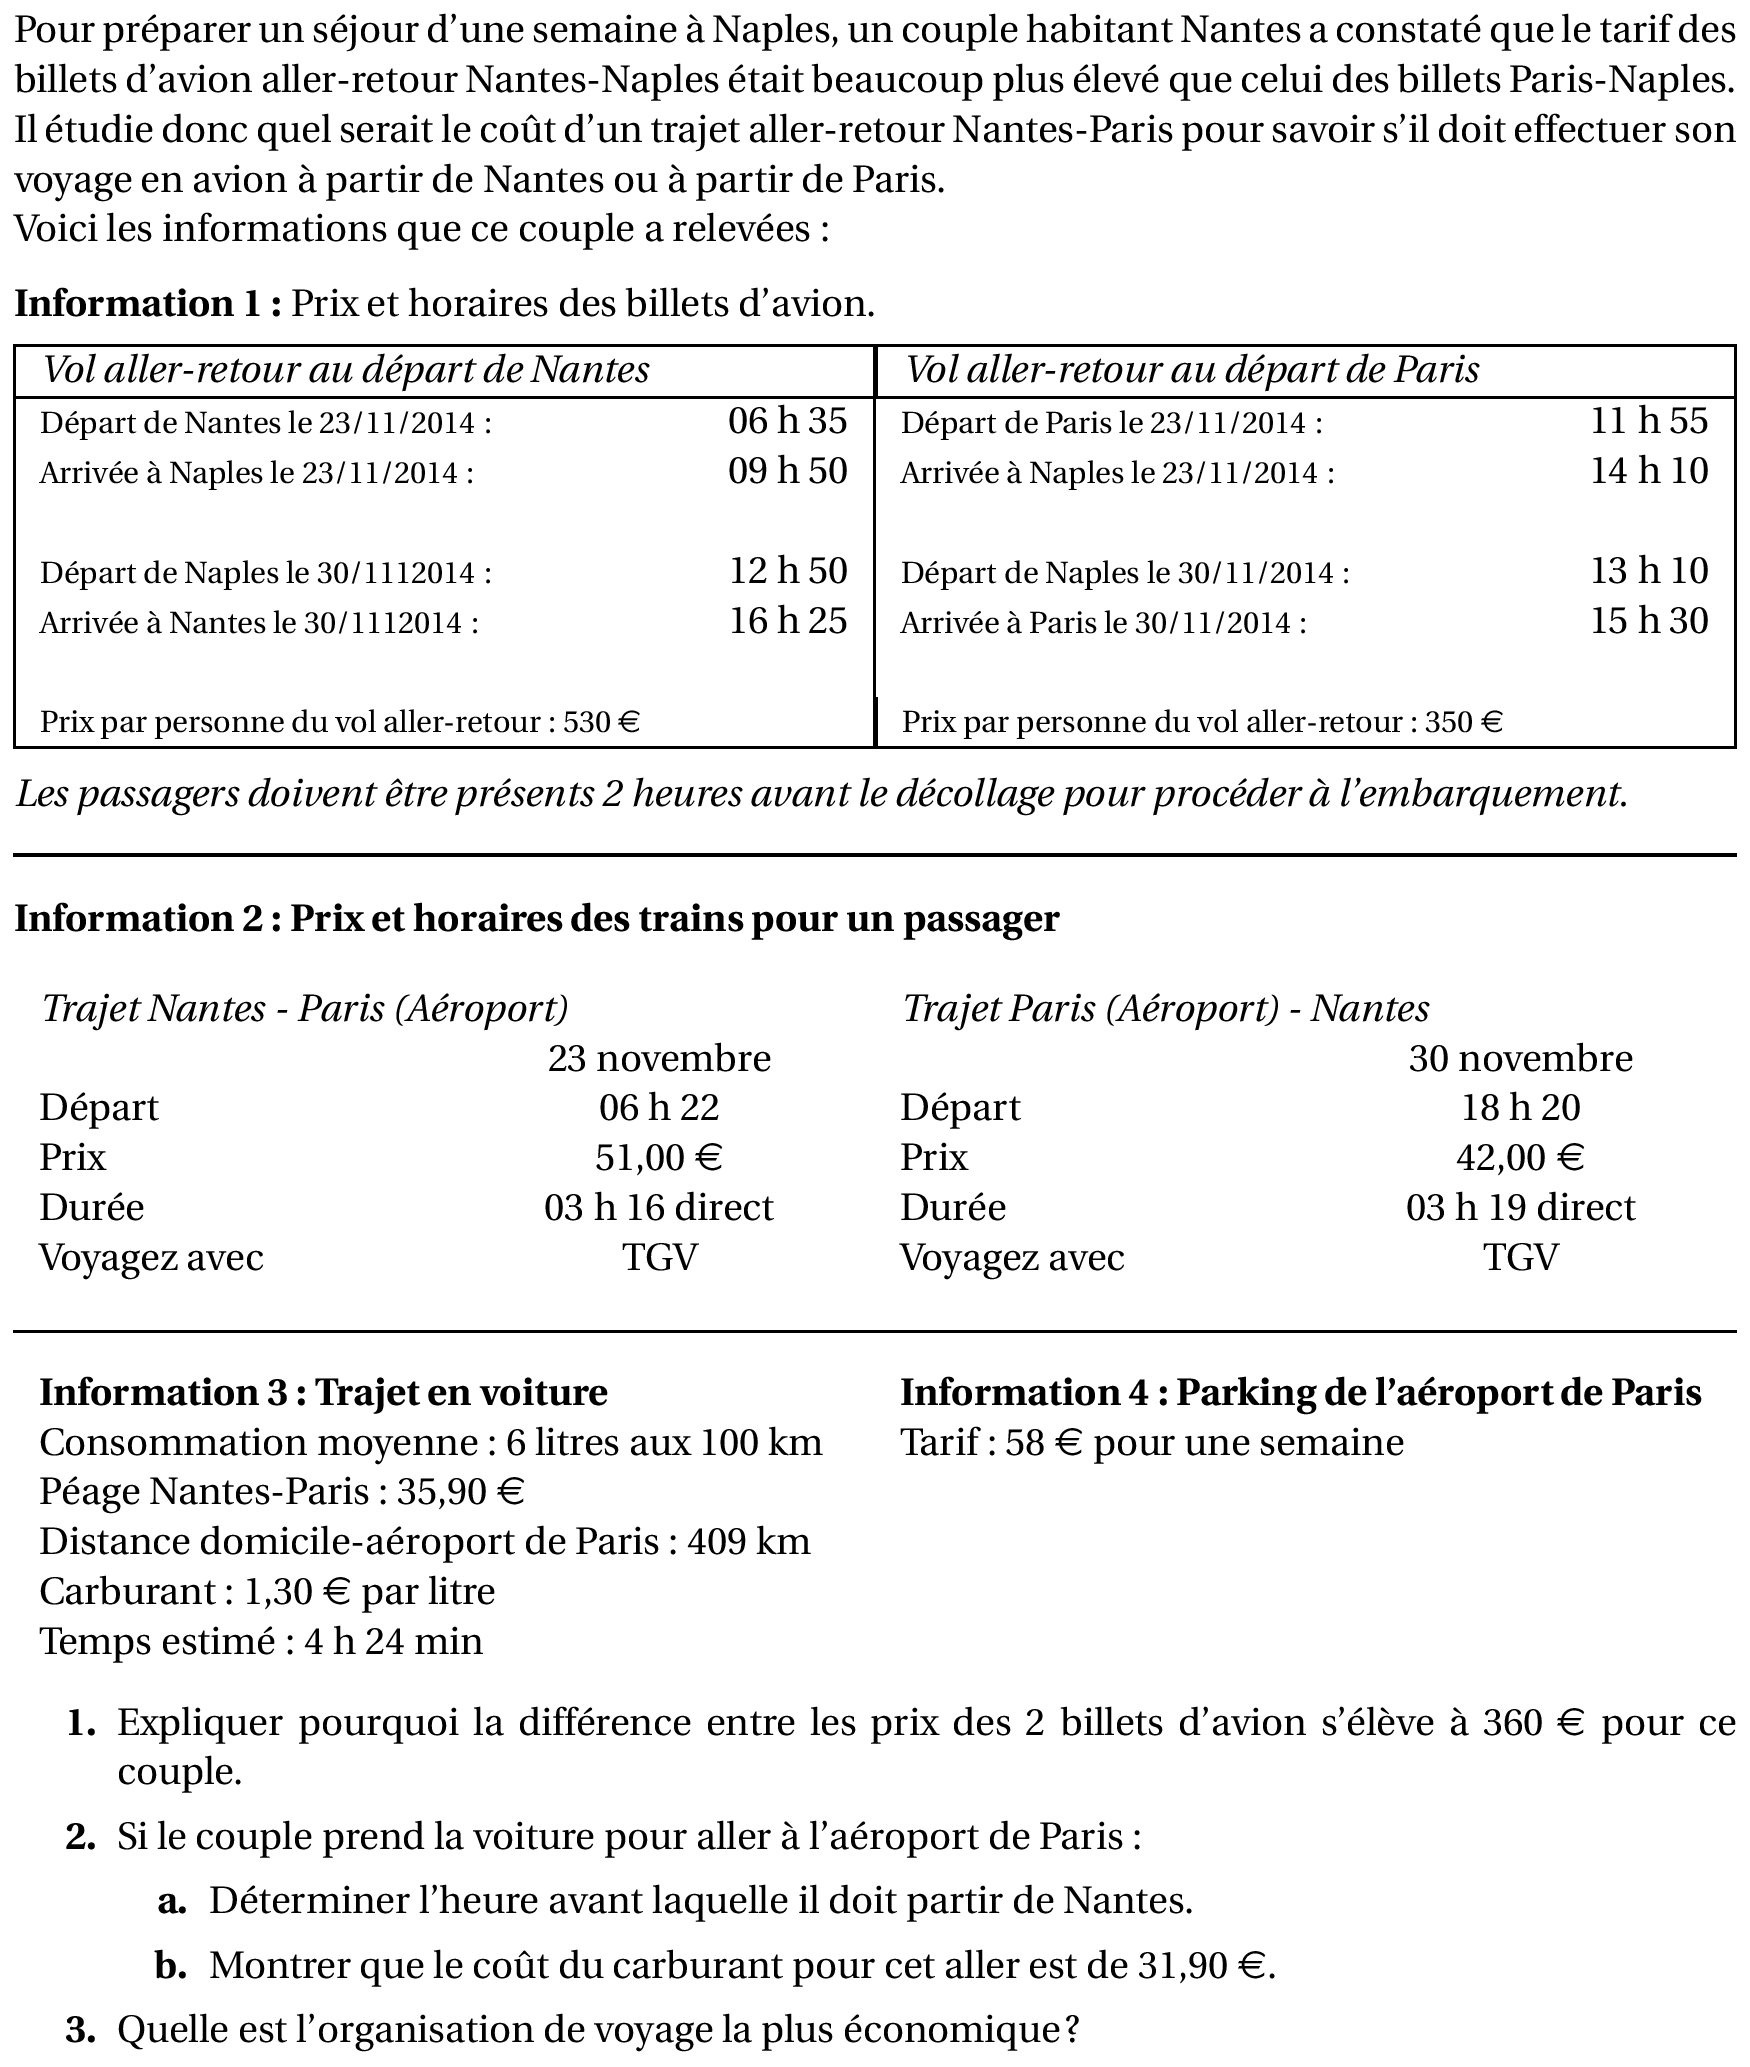 Pour préparer un séjour d’une semaine à Naples, un couple habitant Nantes a constaté que le tarif des
billets d’avion aller-retour Nantes-Naples était beaucoup plus élevé que celui des billets Paris-Naples.
Il étudie donc quel serait le coût d’un trajet aller-retour Nantes-Paris pour savoir s’il doit effectuer son
voyage en avion à partir de Nantes ou à partir de Paris.
Voici les informations que ce couple a relevées :
Information 1 : Prix et horaires des billets d’avion.
Vol aller-retour au départ de Nantes Vol aller-retour au départ de Paris
Départ de Nantes le 23/11/2014 : 06 h 35 Départ de Paris le 23/11/2014 : 11 h 55
Arrivée à Naples le 23/11/2014 : 09 h 50 Arrivée à Naples le 23/11/2014 : 14 h 10
Départ de Naples le 30/1112014 : 12 h 50 Départ de Naples le 30/11/2014 : 13 h 10
Arrivée à Nantes le 30/1112014 : 16 h 25 Arrivée à Paris le 30/11/2014 : 15 h 30
Prix par personne du vol aller-retour : 530 € Prix par personne du vol aller-retour : 350 €
Les passagers doivent être présents 2 heures avant le décollage pour procéder à l’embarquement.
Information 2 : Prix et horaires des trains pour un passager
Trajet Nantes - Paris (Aéroport) Trajet Paris (Aéroport) - Nantes
23 novembre 30 novembre
Départ 06 h 22 Départ 18 h 20
Prix 51,00 € Prix 42,00 €
Durée 03 h 16 direct Durée 03 h 19 direct
Voyagez avec TGV Voyagez avec TGV
Information 3 : Trajet en voiture Information 4 : Parking de l’aéroport de Paris
Consommation moyenne : 6 litres aux 100 km Tarif : 58 € pour une semaine
Péage Nantes-Paris : 35,90 €
Distance domicile-aéroport de Paris : 409 km
Carburant : 1,30 € par litre
Temps estimé : 4 h 24 min
1. Expliquer pourquoi la différence entre les prix des 2 billets d’avion s’élève à 360 € pour ce
couple.
2. Si le couple prend la voiture pour aller à l’aéroport de Paris :
a. Déterminer l’heure avant laquelle il doit partir de Nantes.
b. Montrer que le coût du carburant pour cet aller est de 31,90 €.
3. Quelle est l’organisation de voyage la plus économique ?